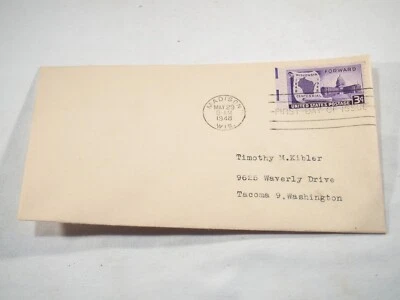 FORWARD
WISCONSIN
CENTENNIAL
UNITED STATES POSTAGE
3¢
MADISON
MAY 29
1948
WIS.
FIRST DAY OF ISSUE
Timothy M.Kibler
9625 Waverly Drive
Tacoma 9.Washington